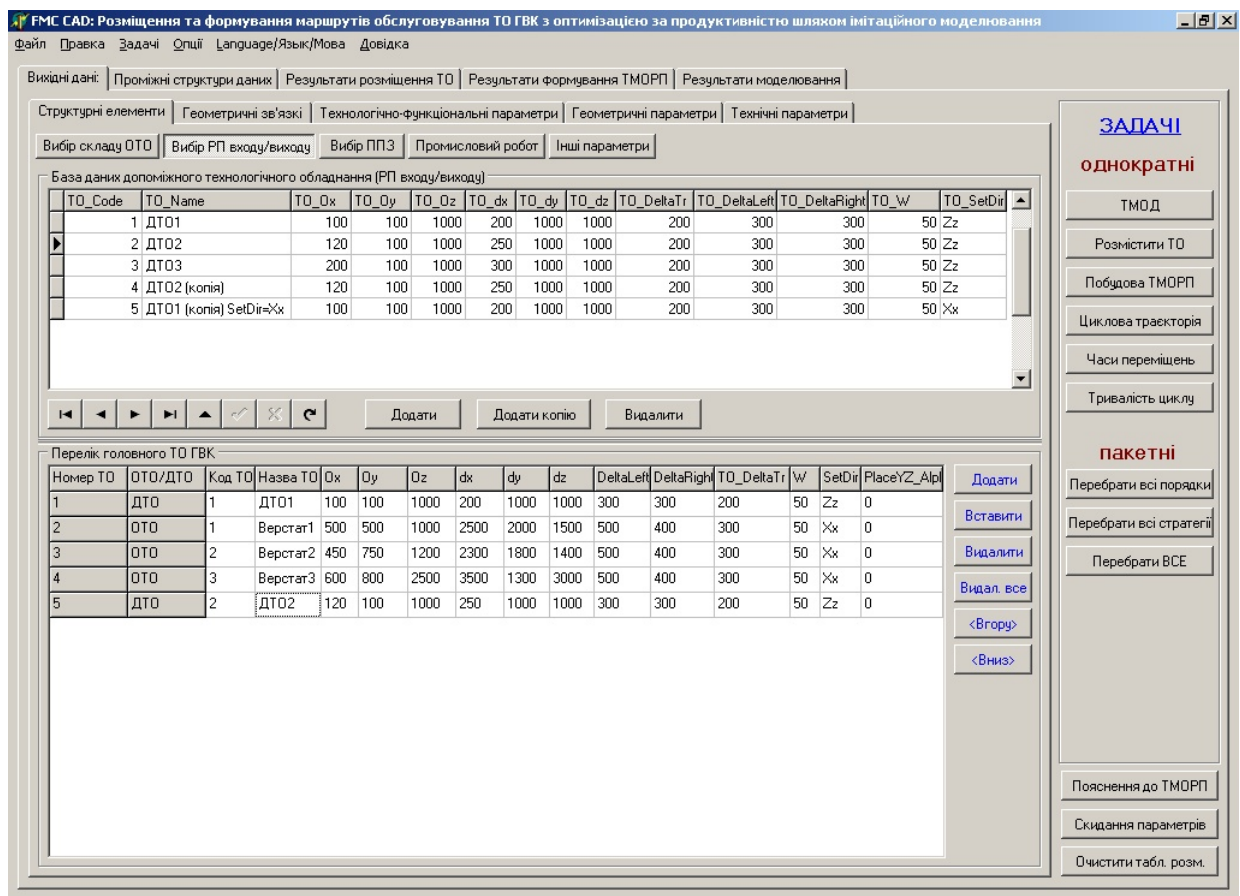 FMC CAD: Розміщення та формування маршрутів обслуговування ТО ГВК з оптимізацією за продуктивністю шляхом імітаційного моделювання
Файл Правка Задачі Опції Language/Язык/Мова Довідка
Вихідні дані: Проміжні структури даних Результати розміщення ТО Результати формування ТМОРП Результати моделювання
Структурні елементи Геометричні зв'язкі Технологічно-функціональні параметри Геометричні параметри Технічні параметри
Вибір складу ОТО Вибір РП входу/виходу Вибір ППЗ Промисловий робот Інші параметри
База даних допоміжного технологічного обладнання (РП входу/виходу)
TO_Code TO_Name TO_Ox TO_Oy TO_Oz TO_dx TO_dy TO_dz TO_DeltaTr TO_DeltaLeft TO_DeltaRight TO_W TO_SetDir
1 ДТО1 100 100 1000 200 1000 1000 200 300 300 50 Zz
2 ДТО2 120 100 1000 250 1000 1000 200 300 300 50 Zz
3 ДТО3 200 100 1000 300 1000 1000 200 300 300 50 Zz
4 ДТО2 (копія) 120 100 1000 250 1000 1000 200 300 300 50 Zz
5 ДТО1 (копія) SetDir=Xx 100 100 1000 200 1000 1000 200 300 300 50 Xx
Додати Додати копію Видалити
Перелік головного ТО ГВК
Номер ТО ОТО/ДТО Код ТО Назва ТО Ox Oy Oz dx dy dz DeltaLeft DeltaRight TO_DeltaTr W SetDir PlaceYZ_Alpl
1 ДТО 1 ДТО1 100 100 1000 200 1000 1000 300 300 200 50 Zz 0
2 ОТО 1 Верстат1 500 500 1000 2500 2000 1500 500 400 300 50 Xx 0
3 ОТО 2 Верстат2 450 750 1200 2300 1800 1400 500 400 300 50 Xx 0
4 ОТО 3 Верстат3 600 800 2500 3500 1300 3000 500 400 300 50 Xx 0
5 ДТО 2 ДТО2 120 100 1000 250 1000 1000 300 300 200 50 Zz 0
Додати
Вставити
Видалити
Видал. все
<Вгору>
<Вниз>
ЗАДАЧІ
однократні
ТМОД
Розмістити ТО
Побудова ТМОРП
Циклова траєкторія
Часи переміщень
Тривалість циклу
пакетні
Перебрати всі порядки
Перебрати всі стратегії
Перебрати ВСЕ
Пояснення до ТМОРП
Скидання параметрів
Очистити табл. розм.